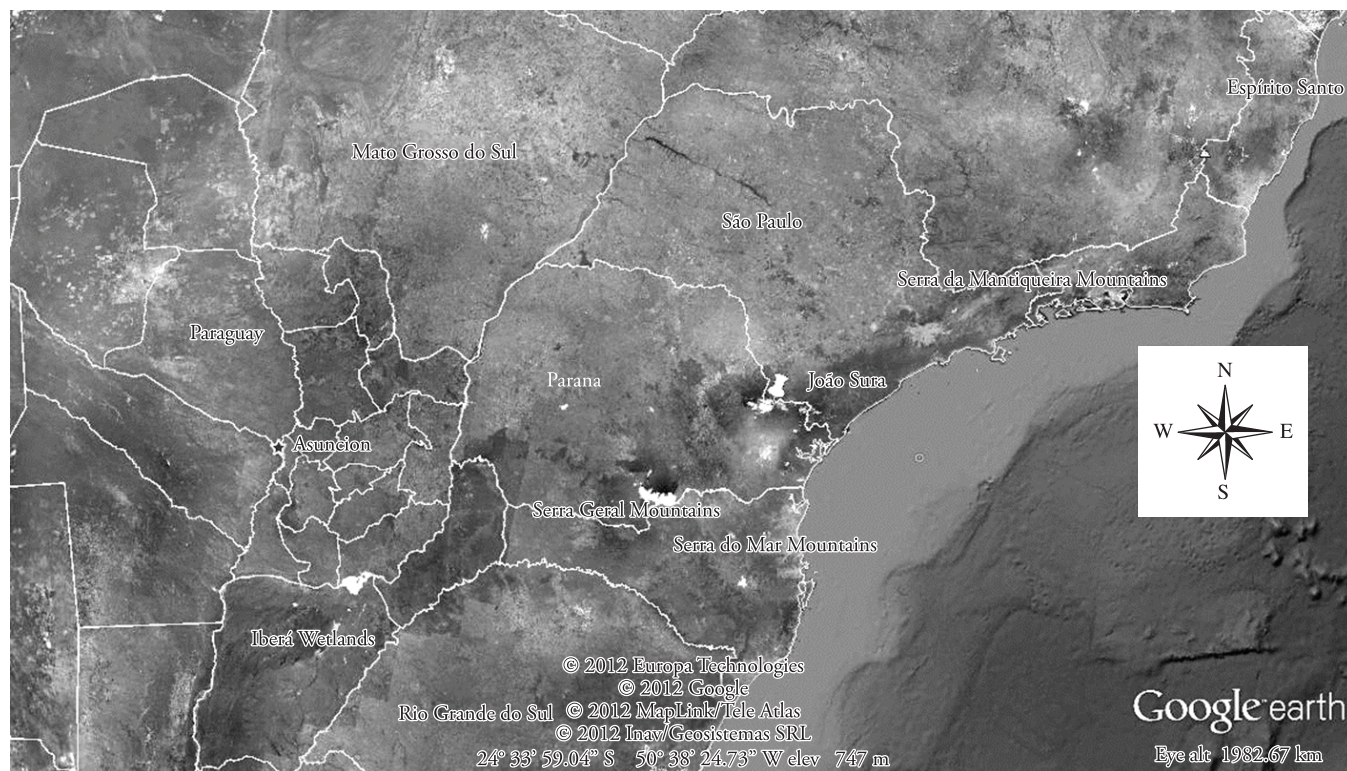 Espírito Santo
Mato Grosso do Sul
São Paulo
Serra da Mantiqueira Mountains
Paraguay
N
Parana
João Sura
W E
Asuncion
S
Serra Geral Mountains
Serra do Mar Mountains
Iberá Wetlands
© 2012 Europa Technologies
© 2012 Google
Rio Grande do Sul © 2012 MapLink/Tele Atlas
Google™earth
© 2012 Inav/Geosistemas SRL
24° 33’ 59.04” S 50° 38’ 24.73” W elev 747 m
Eye alt 1982.67 km